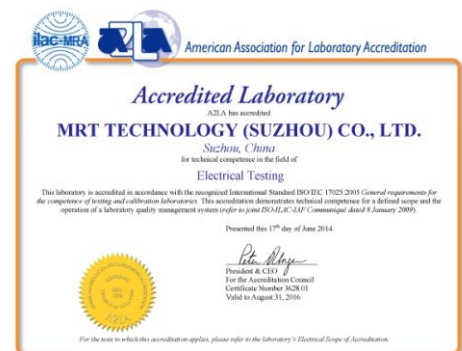 ilac-MRA
A2LA
American Association for Laboratory Accreditation
Accredited Laboratory
A2LA has accredited
MRT TECHNOLOGY (SUZHOU) CO., LTD.
Suzhou, China
for technical competence in the field of
Electrical Testing
This laboratory is accredited in accordance with the recognized International Standard ISO/IEC 17025:2005 General requirements for
the competence of testing and calibration laboratories. This accreditation demonstrates technical competence for a defined scope and the
operation of a laboratory quality management system (refer to joint ISO-ILAC-IAF Communiqué dated 8 January 2009).
Presented this 17th day of June 2014.
President & CEO
For the Accreditation Council
Certificate Number 3628.01
Valid to August 31, 2016
A2LA
For the tests to which this accreditation applies, please refer to the laboratory's Electrical Scope of Accreditation.